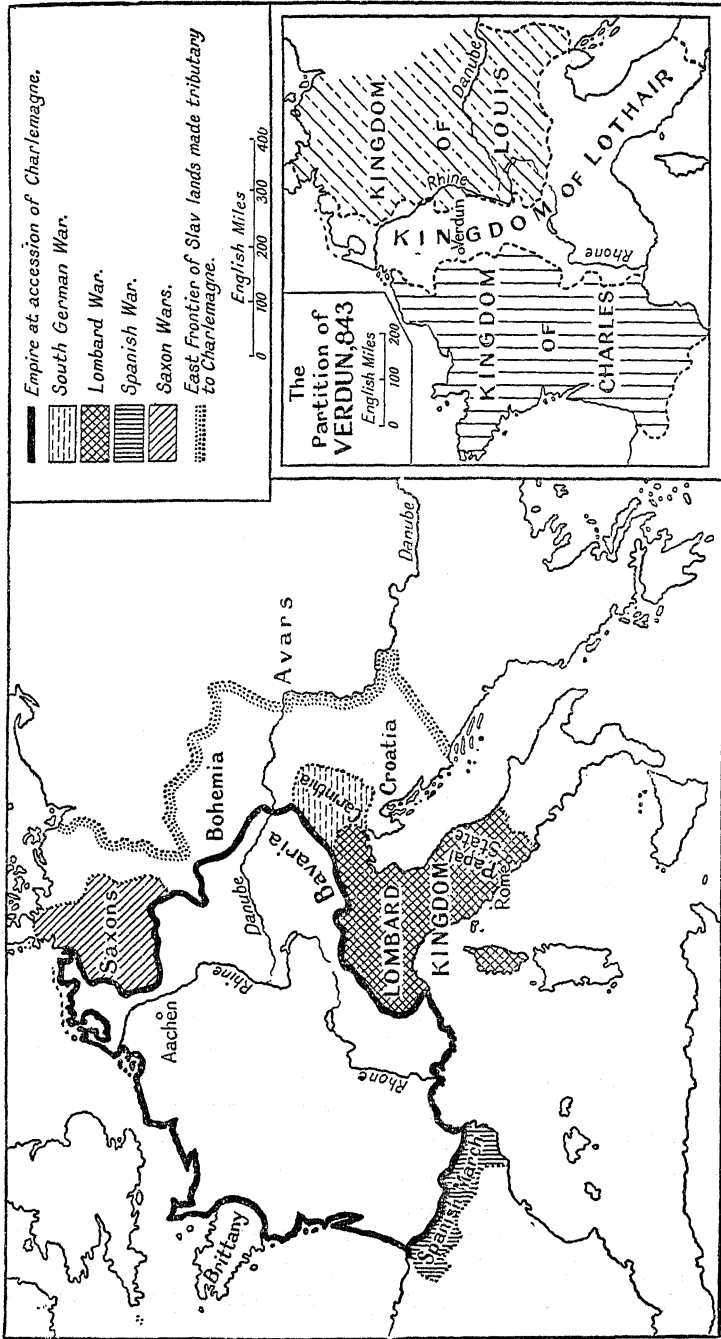 Empire at accession of Charlemagne.
South German War.
Lombard War.
Spanish War.
Saxon Wars.
East Frontier of Slav lands made tributary
to Charlemagne.
English Miles
0 100 200 300 400
The
Partition of
VERDUN, 843
English Miles
0 100 200
KINGDOM
OF
LOUIS
Danube
Rhine
Verdun
KINGDOM OF LOTHAIR
Rhone
KINGDOM
OF
CHARLES
Saxons
Bohemia
Avars
Danube
Aachen
Rhine
Danube
Bavaria
Carinthia
Croatia
LOMBARD
KINGDOM
Papal
State
Rome
Rhone
Brittany
Spanish March